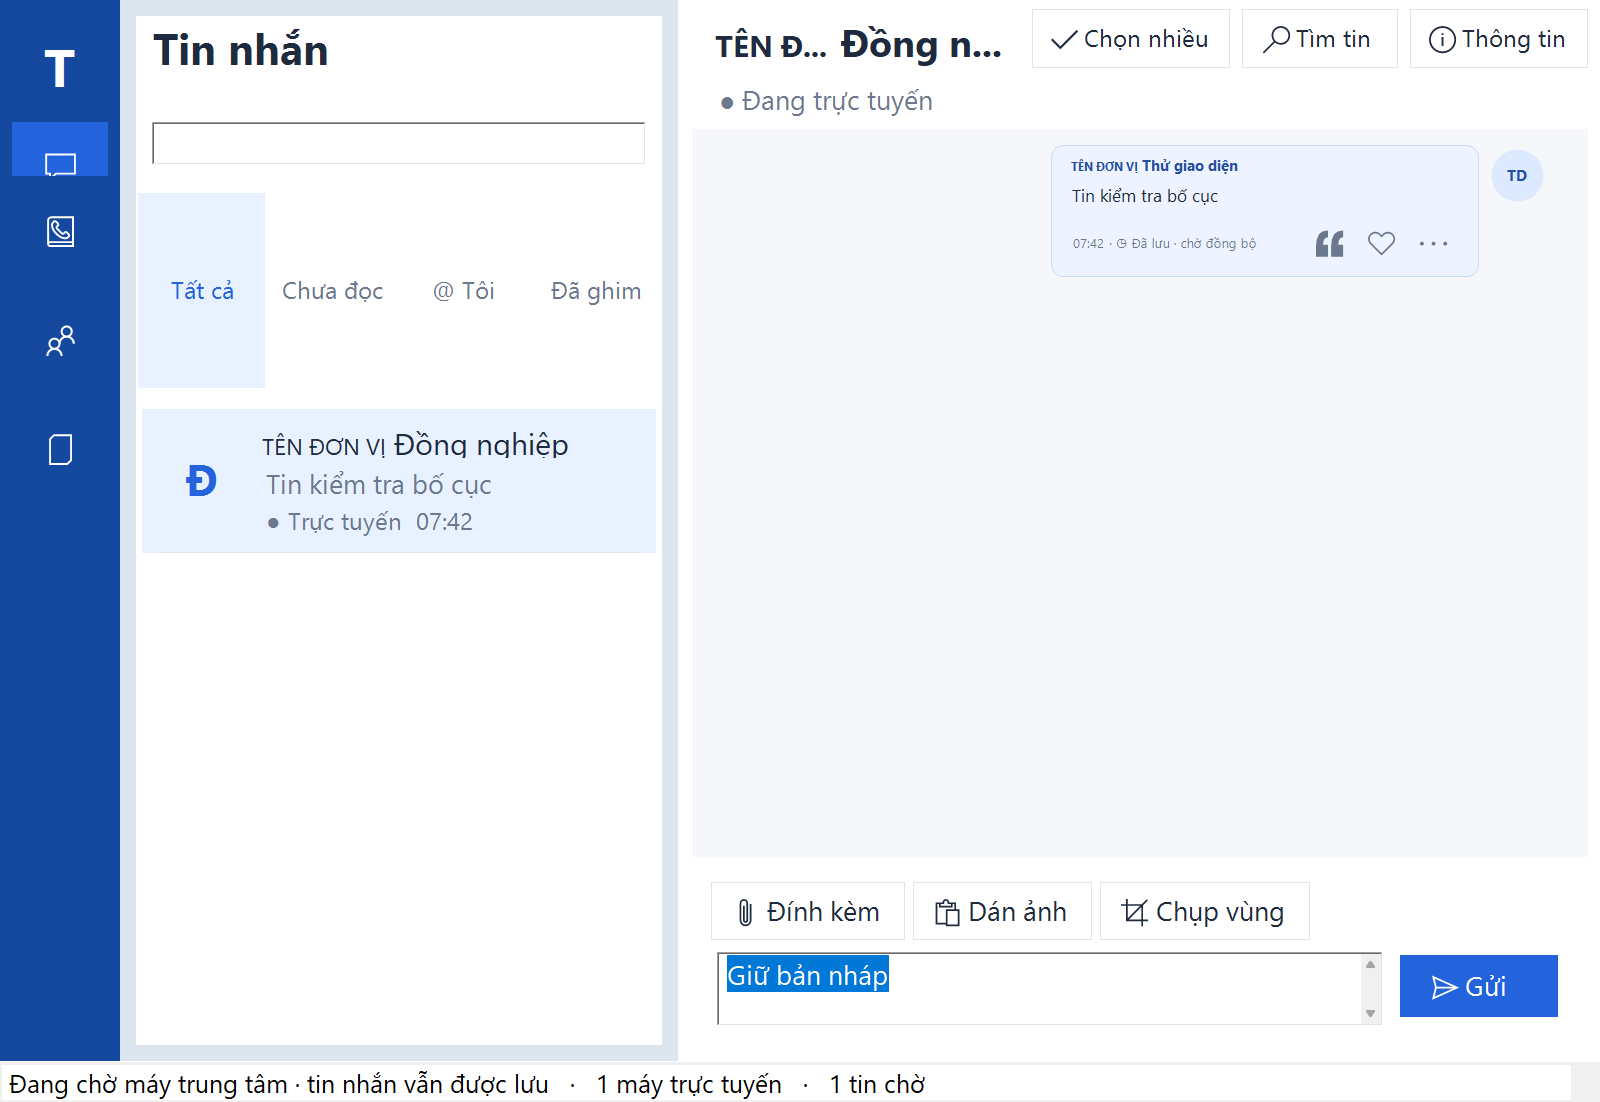 T
Tin nhắn
Tất cả
Chưa đọc
@ Tôi
Đã ghim
Đ
TÊN ĐƠN VỊ Đồng nghiệp
Tin kiểm tra bố cục
● Trực tuyến 07:42
TÊN Đ... Đồng n...
Chọn nhiều
Tìm tin
Thông tin
● Đang trực tuyến
TÊN ĐƠN VỊ Thử giao diện
Tin kiểm tra bố cục
07:42 · ◷ Đã lưu · chờ đồng bộ
TD
Đính kèm
Dán ảnh
Chụp vùng
Giữ bản nháp
Gửi
Đang chờ máy trung tâm · tin nhắn vẫn được lưu · 1 máy trực tuyến · 1 tin chờ